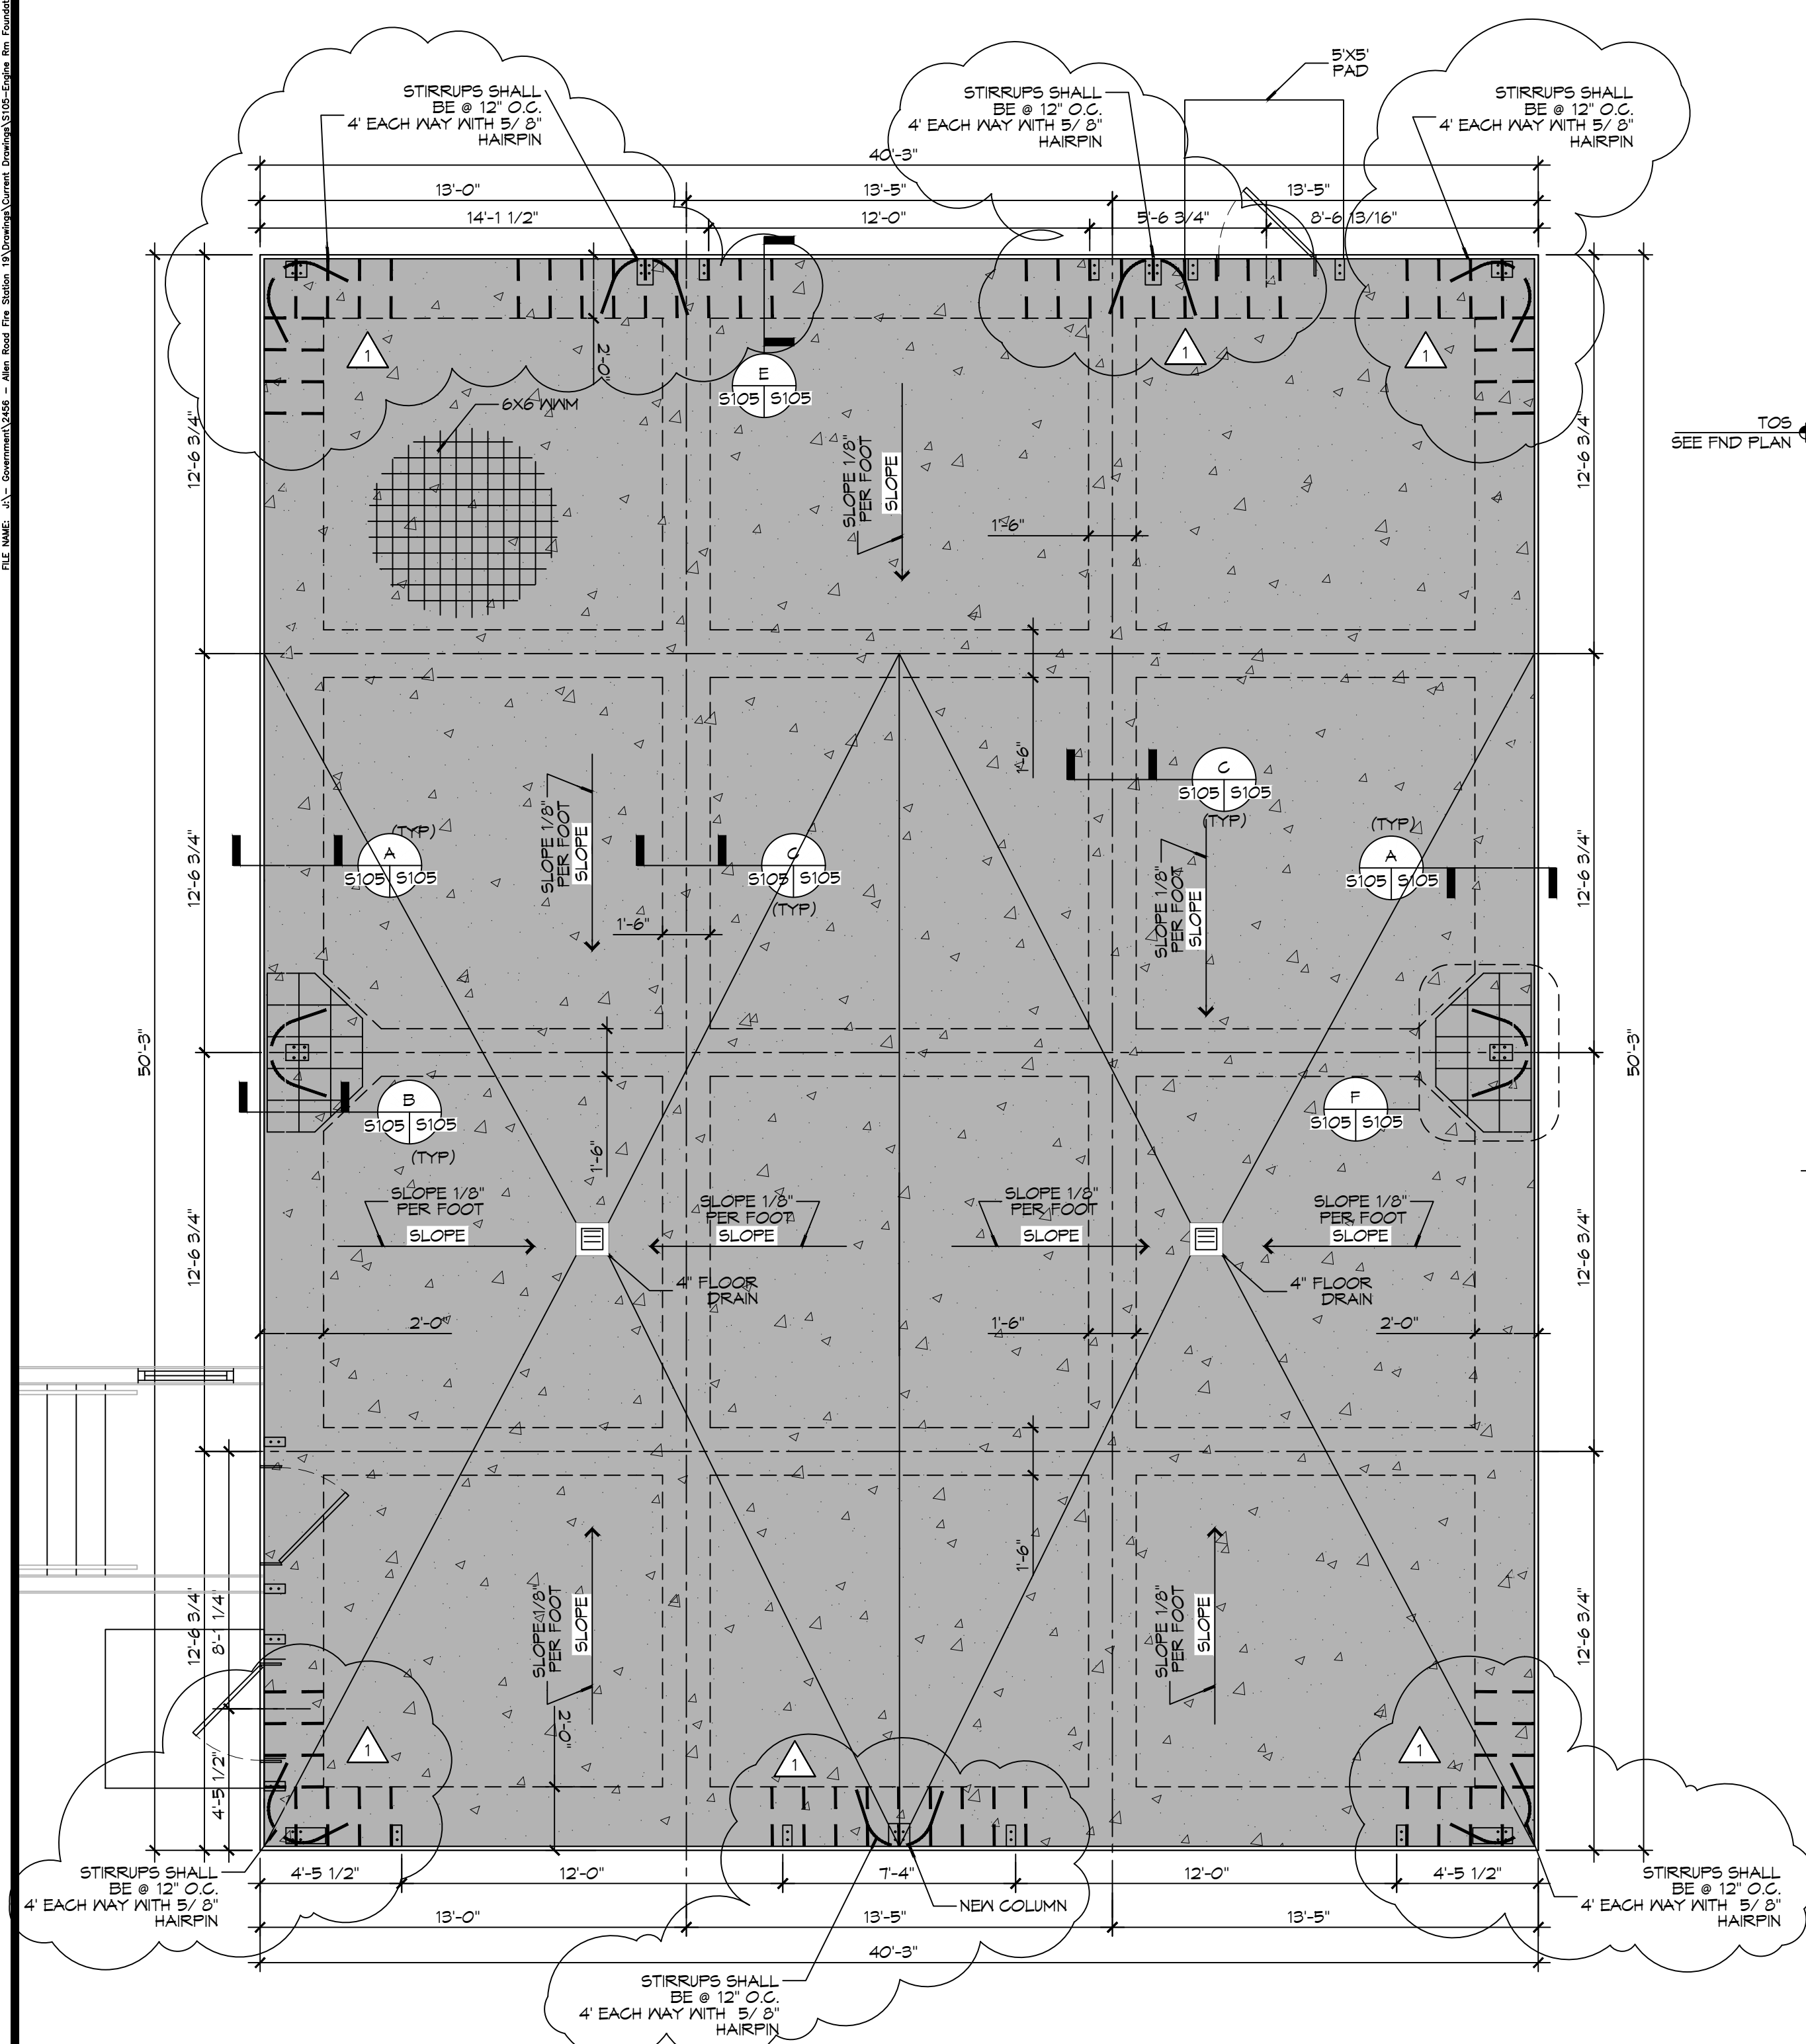 FILE NAME: J:\- Government\2456 - Allen Road Fire Station 19\Drawings\Current Drawings\S105-Engine Rm Foundat
STIRRUPS SHALL
BE @ 12" O.C.
4' EACH WAY WITH 5/ 8"
HAIRPIN
STIRRUPS SHALL
BE @ 12" O.C.
4' EACH WAY WITH 5/ 8"
HAIRPIN
5'X5'
PAD
STIRRUPS SHALL
BE @ 12" O.C.
4' EACH WAY WITH 5/ 8"
HAIRPIN
40'-3"
13'-0"
13'-5"
13'-5"
14'-1 1/2"
12'-0"
5'-6 3/4"
8'-6 13/16"
1
1
1
2'-0"
E
S105
S105
6X6 WWM
12'-6 3/4"
SLOPE 1/8"
PER FOOT
SLOPE
1'-6"
12'-6 3/4"
TOS
SEE FND PLAN
1'-6"
C
S105
S105
(TYP)
(TYP)
A
S105
S105
SLOPE 1/8"
PER FOOT
SLOPE
C
S105
S105
(TYP)
(TYP)
A
S105
S105
SLOPE 1/8"
PER FOOT
SLOPE
12'-6 3/4"
12'-6 3/4"
1'-6"
50'-3"
50'-3"
B
S105
S105
(TYP)
F
S105
S105
1'-6"
SLOPE 1/8"
PER FOOT
SLOPE
SLOPE 1/8"
PER FOOT
SLOPE
SLOPE 1/8"
PER FOOT
SLOPE
SLOPE 1/8"
PER FOOT
SLOPE
12'-6 3/4"
12'-6 3/4"
4" FLOOR
DRAIN
4" FLOOR
DRAIN
2'-0"
1'-6"
2'-0"
1'-6"
12'-6 3/4"
8'-1 1/4"
SLOPE 1/8"
PER FOOT
SLOPE
SLOPE 1/8"
PER FOOT
SLOPE
12'-6 3/4"
2'-0"
4'-5 1/2"
1
1
1
STIRRUPS SHALL
BE @ 12" O.C.
4' EACH WAY WITH 5/ 8"
HAIRPIN
4'-5 1/2"
12'-0"
7'-4"
12'-0"
4'-5 1/2"
STIRRUPS SHALL
BE @ 12" O.C.
4' EACH WAY WITH 5/ 8"
HAIRPIN
NEW COLUMN
13'-0"
13'-5"
13'-5"
40'-3"
STIRRUPS SHALL
BE @ 12" O.C.
4' EACH WAY WITH 5/ 8"
HAIRPIN